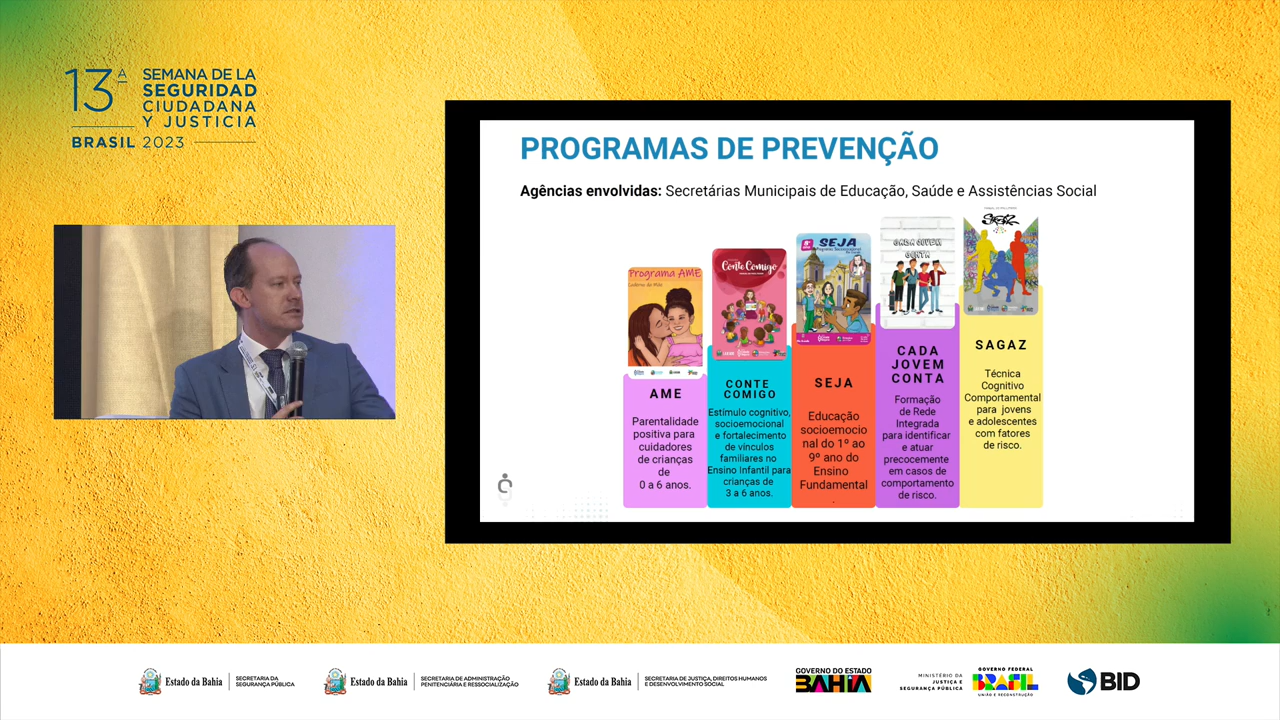 13ª SEMANA DE LA
SEGURIDAD
CIUDADANA
Y JUSTICIA
BRASIL 2023
PROGRAMAS DE PREVENÇÃO
Agências envolvidas: Secretárias Municipais de Educação, Saúde e Assistências Social
Programa AME
Caderno da Mãe
AME
Parentalidade
positiva para
cuidadores
de crianças
de
0 a 6 anos.
Conte Comigo
CONTE
COMIGO
Estímulo cognitivo,
socioemocional
e fortalecimento
de vínculos
familiares no
Ensino Infantil para
crianças de
3 a 6 anos.
SEJA
SEJA
Educação
socioemocio
nal do 1º ao
9º ano do
Ensino
Fundamental
.
CADA JOVEM
CONTA
CADA
JOVEM
CONTA
Formação
de Rede
Integrada
para identificar
e atuar
precocemente
em casos de
comportamento
de risco.
SAGAZ
SAGAZ
Técnica
Cognitivo
Comportamental
para jovens
e adolescentes
com fatores
de risco.
Estado da Bahia
SECRETARIA DA
SEGURANÇA PÚBLICA
Estado da Bahia
SECRETARIA DE ADMINISTRAÇÃO
PENITENCIÁRIA E RESSOCIALIZAÇÃO
Estado da Bahia
SECRETARIA DE JUSTIÇA, DIREITOS HUMANOS
E DESENVOLVIMENTO SOCIAL
GOVERNO DO ESTADO
BAHIA
MINISTÉRIO DA
JUSTIÇA E
SEGURANÇA PÚBLICA
GOVERNO FEDERAL
BRASIL
UNIÃO E RECONSTRUÇÃO
BID